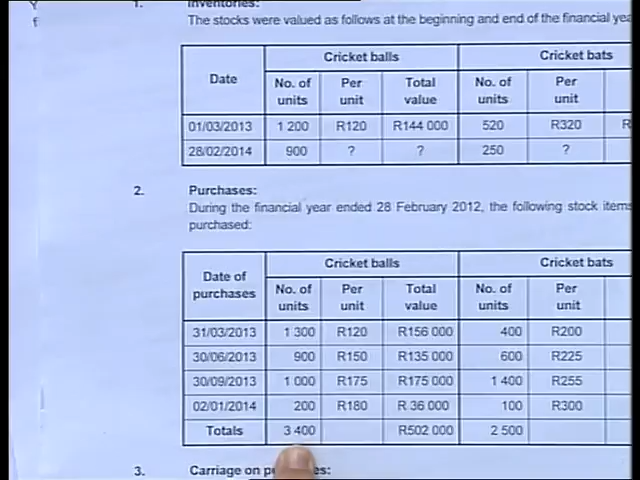 1. Inventories:
The stocks were valued as follows at the beginning and end of the financial
Date Cricket balls Cricket bats
No. of units Per unit Total value No. of units Per unit
01/03/2013 1 200 R120 R144 000 520 R320 R
28/02/2014 900 ? ? 250 ?
2. Purchases:
During the financial year ended 28 February 2012, the following stock items
purchased:
Date of purchases Cricket balls Cricket bats
No. of units Per unit Total value No. of units Per unit
31/03/2013 1 300 R120 R156 000 400 R200
30/06/2013 900 R150 R135 000 600 R225
30/09/2013 1 000 R175 R175 000 1 400 R255
02/01/2014 200 R180 R 36 000 100 R300
Totals 3 400 R502 000 2 500
3. Carriage on